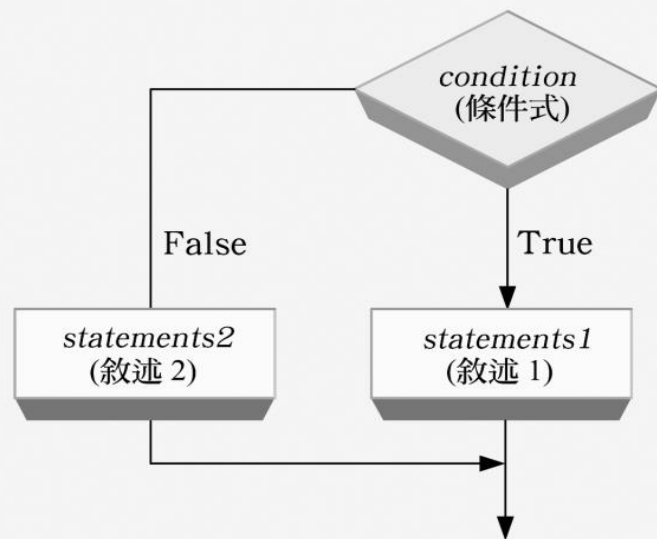 condition
(條件式)
False
True
statements2
(敘述 2)
statements1
(敘述 1)